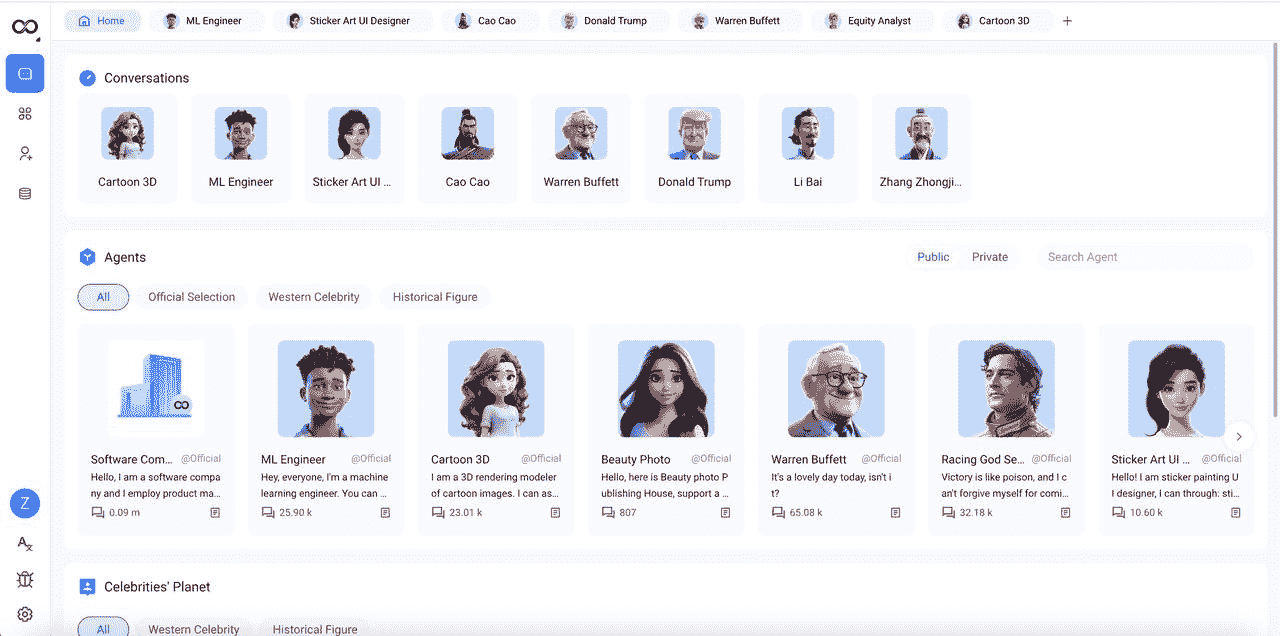 Home
ML Engineer
Sticker Art UI Designer
Cao Cao
Donald Trump
Warren Buffett
Equity Analyst
Cartoon 3D
Conversations
Cartoon 3D
ML Engineer
Sticker Art UI ...
Cao Cao
Warren Buffett
Donald Trump
Li Bai
Zhang Zhongji...
Agents
Public
Private
Search Agent
All
Official Selection
Western Celebrity
Historical Figure
Software Com... @Official
Hello, I am a software compa
ny and I employ product ma...
0.09 m
ML Engineer @Official
Hey, everyone, I'm a machine
learning engineer. You can ...
25.90 k
Cartoon 3D @Official
I am a 3D rendering modeler
of cartoon images. I can as...
23.01 k
Beauty Photo @Official
Hello, here is Beauty photo P
ublishing House, support a ...
807
Warren Buffett @Official
It's a lovely day today, isn't i
t?
65.08 k
Racing God Se... @Official
Victory is like poison, and I c
an't forgive myself for comi...
32.18 k
Sticker Art UI ... @Official
Hello! I am sticker painting U
I designer, I can through: sti...
10.60 k
Celebrities' Planet
All
Western Celebrity
Historical Figure
Z